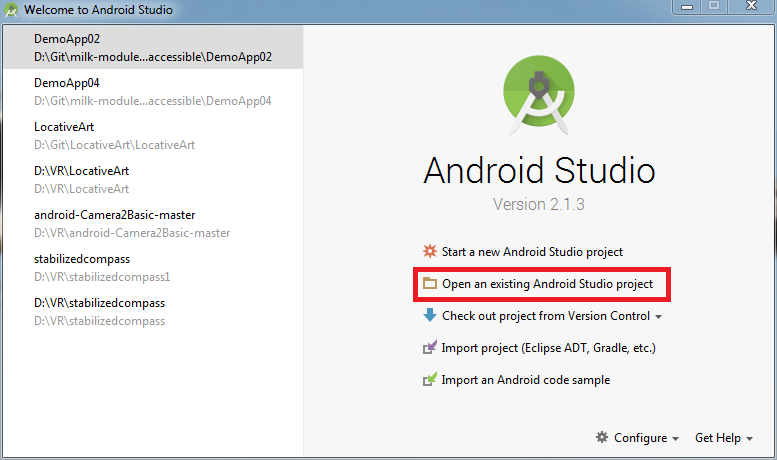 Welcome to Android Studio
DemoApp02
D:\Git\milk-module...accessible\DemoApp02
DemoApp04
D:\Git\milk-module...accessible\DemoApp04
LocativeArt
D:\Git\LocativeArt\LocativeArt
D:\VR\LocativeArt
D:\VR\LocativeArt
android-Camera2Basic-master
D:\VR\android-Camera2Basic-master
stabilizedcompass
D:\VR\stabilizedcompass1
D:\VR\stabilizedcompass
D:\VR\stabilizedcompass
Android Studio
Version 2.1.3
Start a new Android Studio project
Open an existing Android Studio project
Check out project from Version Control
Import project (Eclipse ADT, Gradle, etc.)
Import an Android code sample
Configure
Get Help